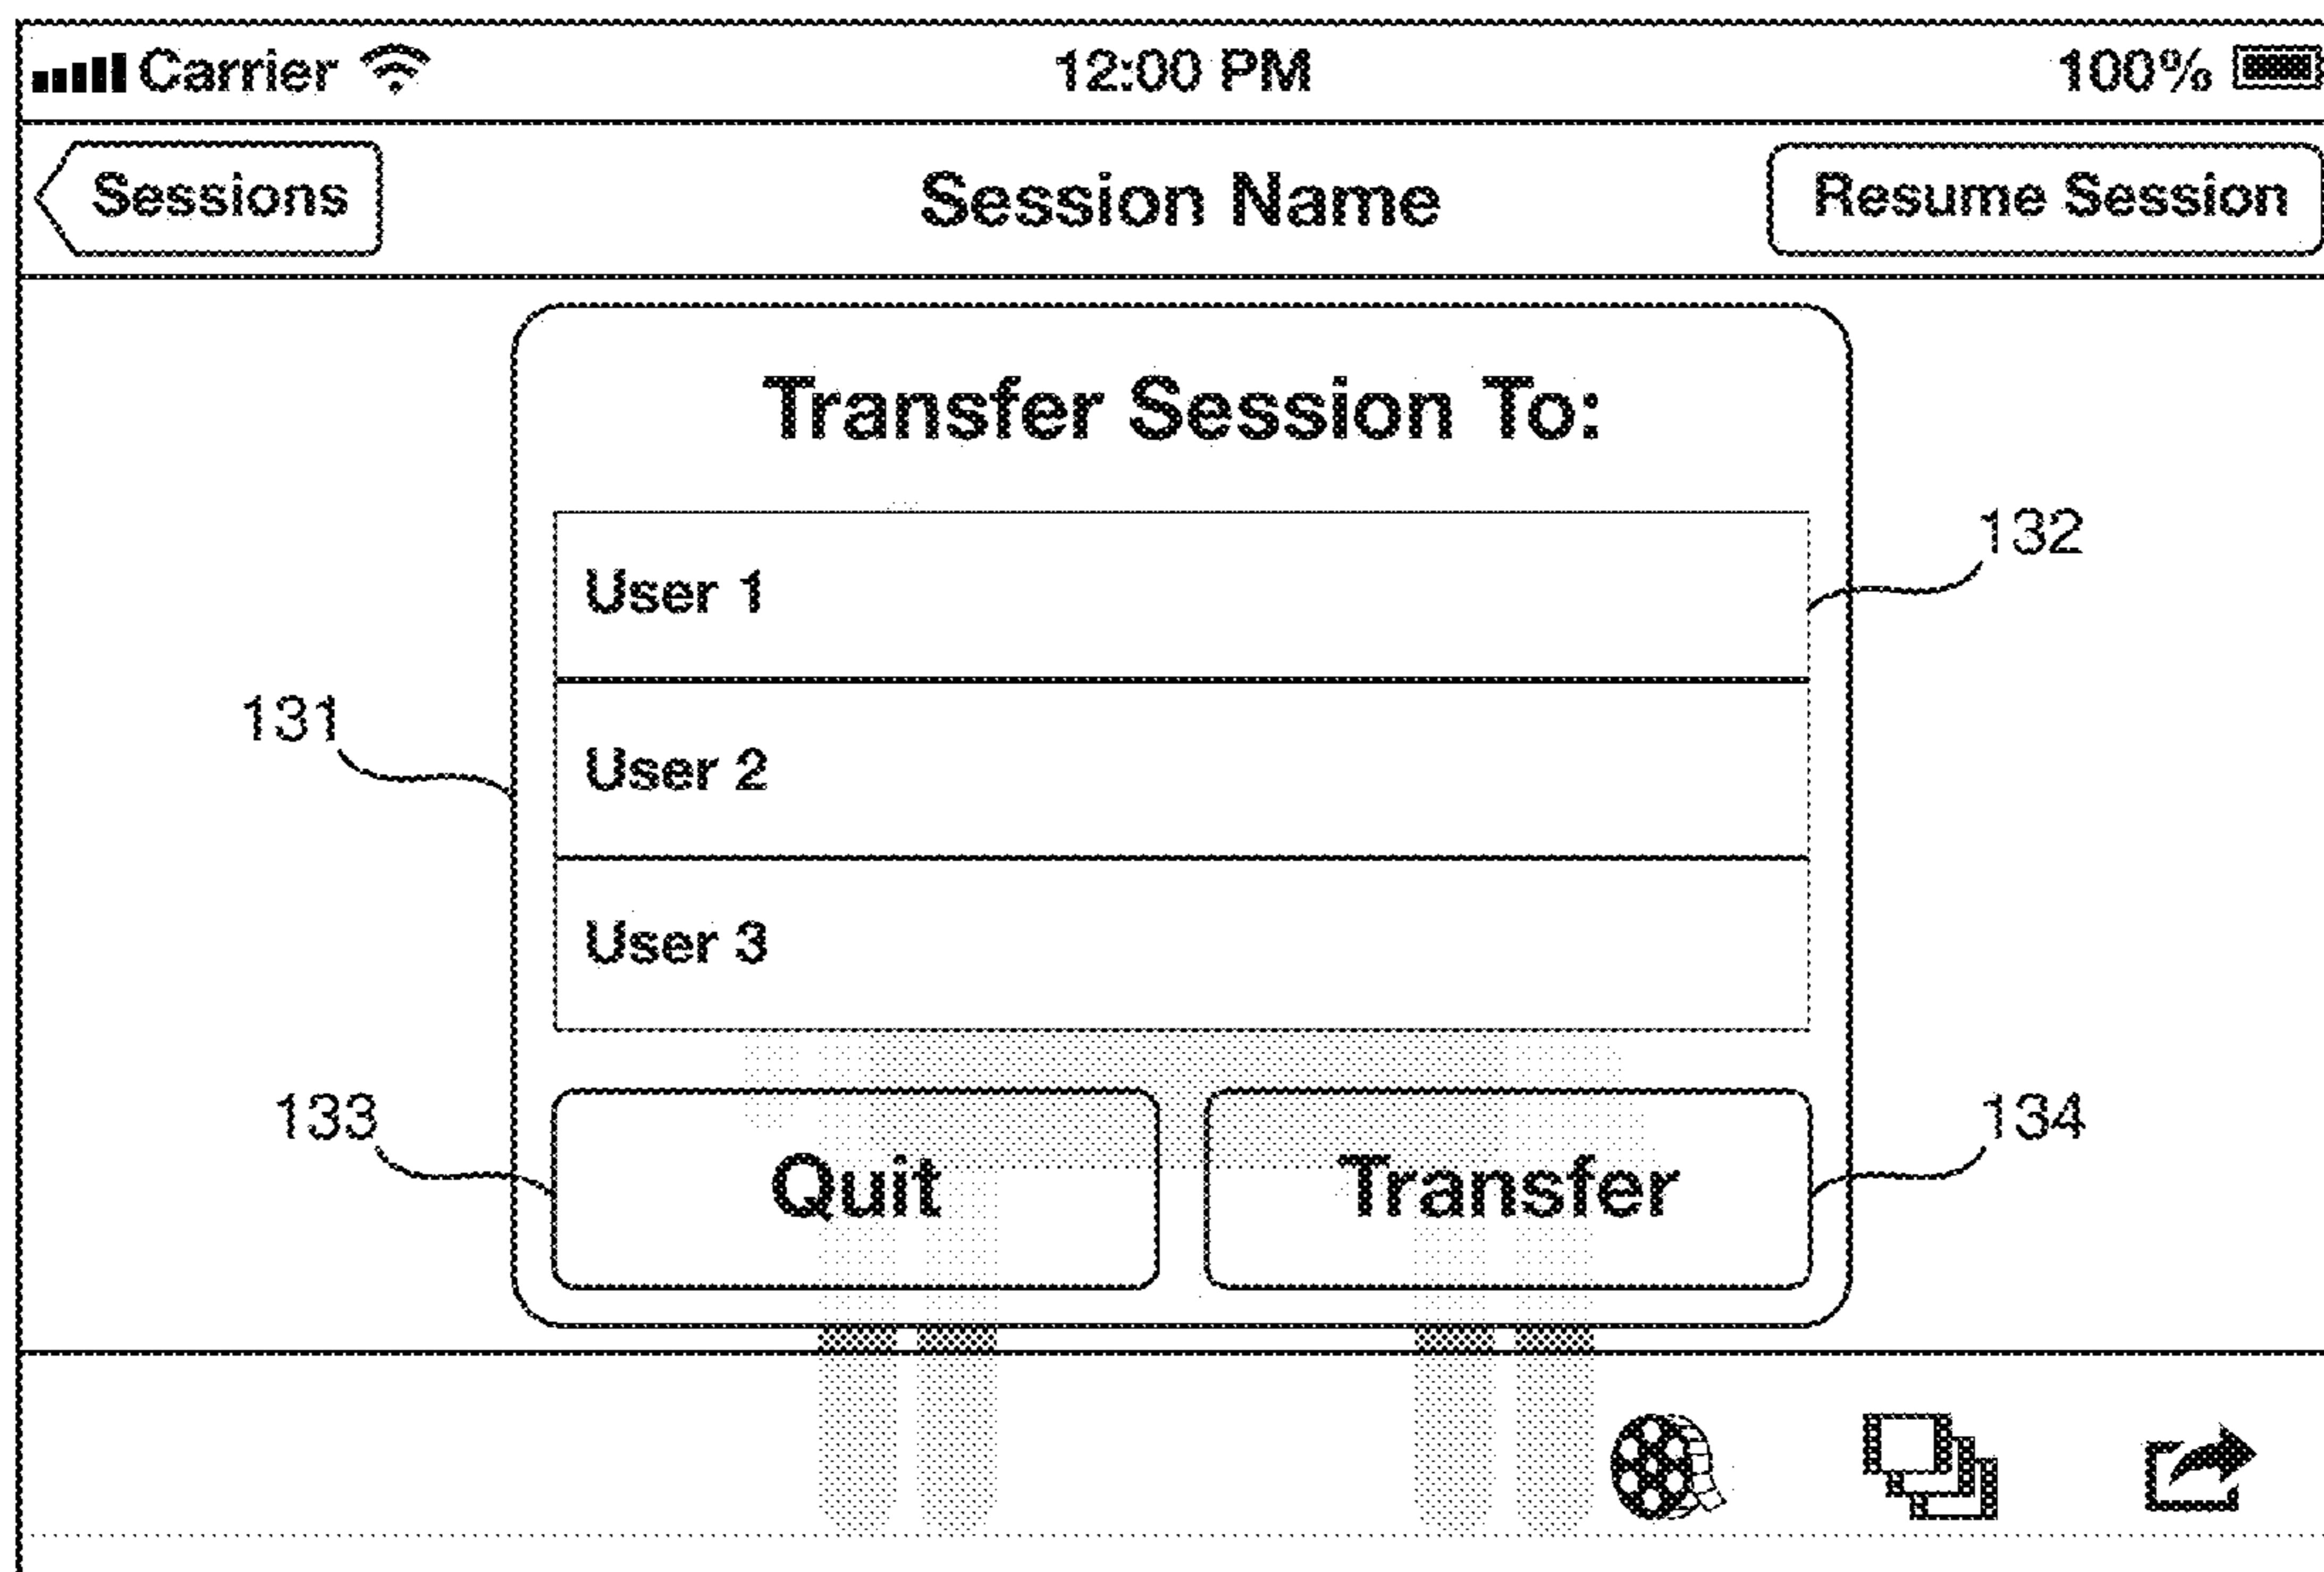 Carrier 12:00 PM 100%
Sessions Session Name Resume Session
Transfer Session To:
132
User 1
131
User 2
User 3
133
134
Quit Transfer